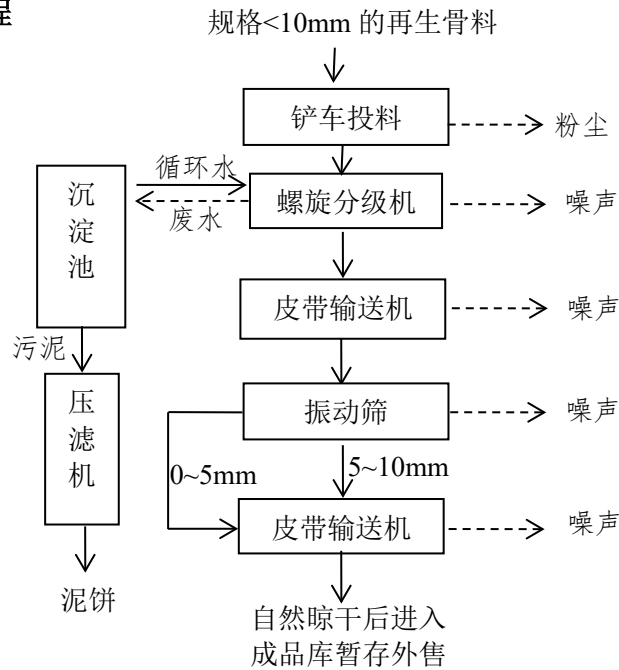 程
规格<10mm 的再生骨料
铲车投料
粉尘
循环水
废水
沉淀池
螺旋分级机
噪声
皮带输送机
噪声
污泥
压滤机
振动筛
噪声
0~5mm
5~10mm
皮带输送机
噪声
泥饼
自然晾干后进入
成品库暂存外售